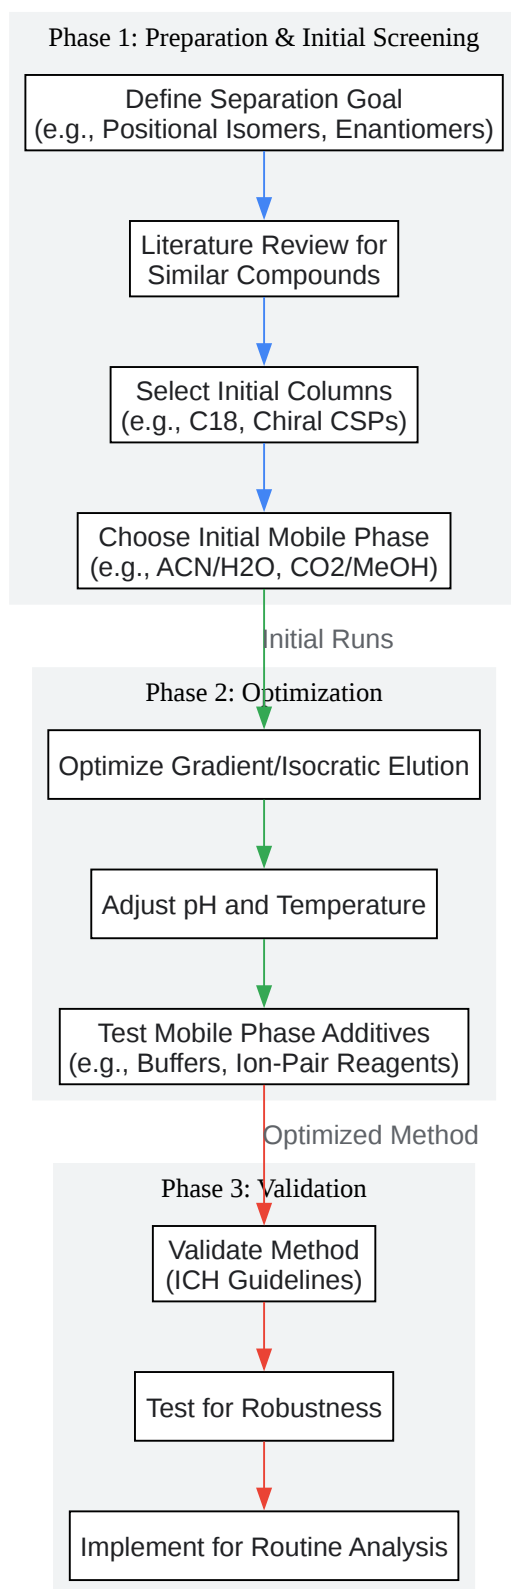 Phase 1: Preparation & Initial Screening
Define Separation Goal
(e.g., Positional Isomers, Enantiomers)
Literature Review for
Similar Compounds
Select Initial Columns
(e.g., C18, Chiral CSPs)
Choose Initial Mobile Phase
(e.g., ACN/H2O, CO2/MeOH)
Initial Runs
Phase 2: Optimization
Optimize Gradient/Isocratic Elution
Adjust pH and Temperature
Test Mobile Phase Additives
(e.g., Buffers, Ion-Pair Reagents)
Optimized Method
Phase 3: Validation
Validate Method
(ICH Guidelines)
Test for Robustness
Implement for Routine Analysis